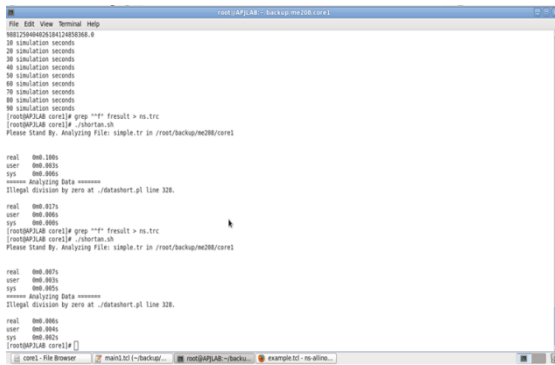 root@APJLAB:~/backup/me208/core1
File Edit View Terminal Help
10 simulation seconds
20 simulation seconds
30 simulation seconds
40 simulation seconds
50 simulation seconds
60 simulation seconds
70 simulation seconds
80 simulation seconds
90 simulation seconds
[root@APJLAB core1]# grep "^f" fresult > ns.trc
[root@APJLAB core1]# ./shortan.sh
Please Stand By. Analyzing File: simple.tr in /root/backup/me208/core1
real 0m0.100s
user 0m0.003s
sys 0m0.006s
====== Analyzing Data =======
Illegal division by zero at ./datashort.pl line 328.
real 0m0.017s
user 0m0.006s
sys 0m0.008s
[root@APJLAB core1]# grep "^f" fresult > ns.trc
[root@APJLAB core1]# ./shortan.sh
Please Stand By. Analyzing File: simple.tr in /root/backup/me208/core1
real 0m0.007s
user 0m0.003s
sys 0m0.005s
====== Analyzing Data =======
Illegal division by zero at ./datashort.pl line 328.
real 0m0.006s
user 0m0.004s
sys 0m0.002s
[root@APJLAB core1]#
core1 - File Browser
main1.tcl (~/backup/...
root@APJLAB:~/backu...
example.tcl - ns-allino...